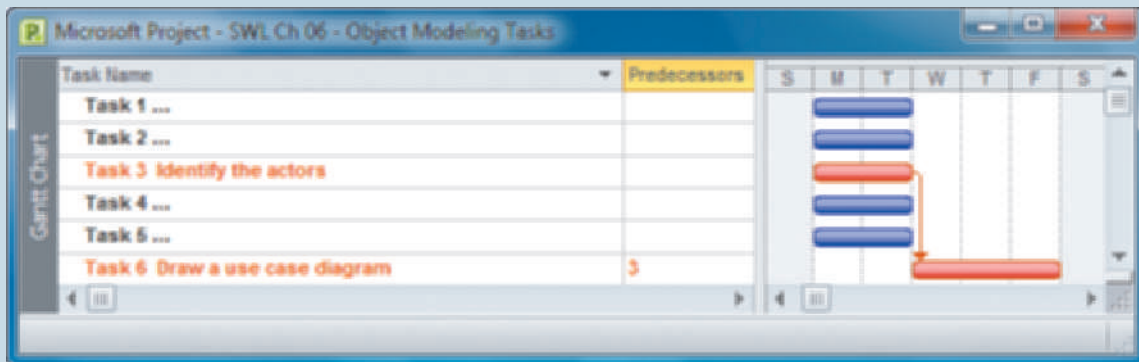 Microsoft Project - SWL Ch 06 - Object Modeling Tasks
Task Name Predecessors S M T W T F S
Task 1 ...
Task 2 ...
Task 3 Identify the actors
Task 4 ...
Task 5 ...
Task 6 Draw a use case diagram 3
Gantt Chart